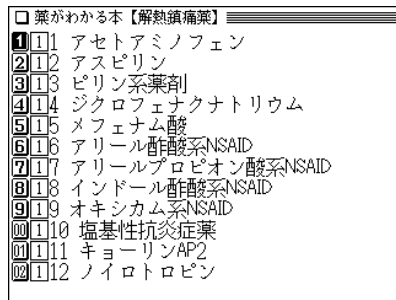 □ 薬がわかる本【解熱鎮痛薬】
1 1 1 アセトアミノフェン
2 1 2 アスピリン
3 1 3 ピリン系薬剤
4 1 4 ジクロフェナクナトリウム
5 1 5 メフェナム酸
6 1 6 アリール酢酸系NSAID
7 1 7 アリールプロピオン酸系NSAID
8 1 8 インドール酢酸系NSAID
9 1 9 オキシカム系NSAID
00 1 10 塩基性抗炎症薬
01 1 11 キョーリンAP2
02 1 12 ノイロトロピン